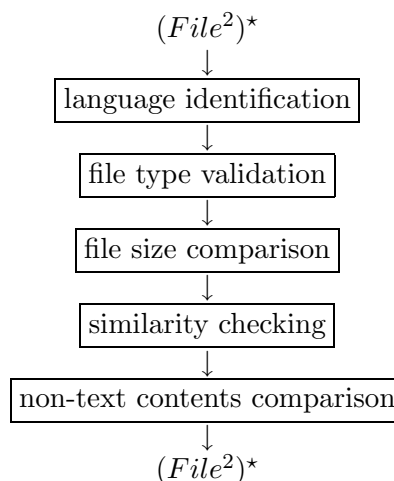 (File²)⋆
language identification
file type validation
file size comparison
similarity checking
non-text contents comparison
(File²)⋆